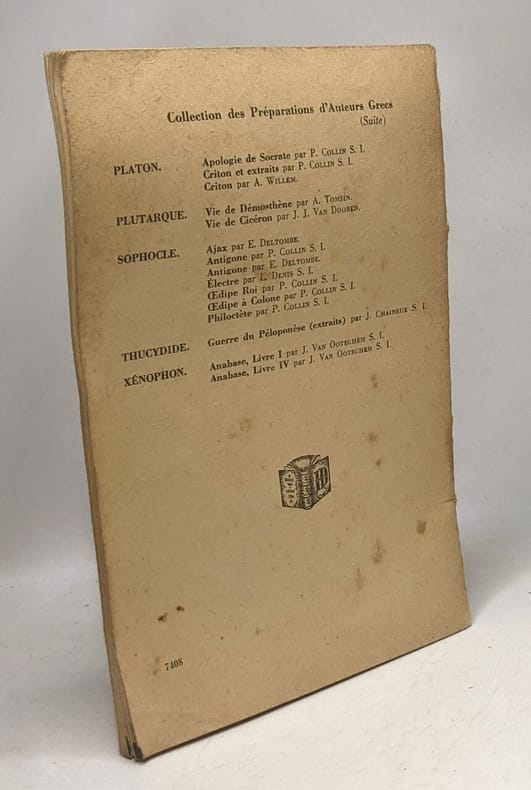 Collection des Préparations d'Auteurs Grecs
(Suite)
PLATON. Apologie de Socrate par P. COLLIN S. I.
Criton et extraits par P. COLLIN S. I.
Criton par A. WILLEM.
PLUTARQUE. Vie de Démosthène par A. TOMSIN.
Vie de Cicéron par J. J. VAN DOOREN.
SOPHOCLE. Ajax par E. DELTOMBE.
Antigone par P. COLLIN S. I.
Antigone par E. DELTOMBE.
Électre par L. DENIS S. I.
Œdipe Roi par P. COLLIN S. I.
Œdipe à Colone par P. COLLIN S. I.
Philoctète par P. COLLIN S. I.
THUCYDIDE. Guerre du Péloponèse (extraits) par J. CHAINEUX S. I.
XÉNOPHON. Anabase, Livre I par J. VAN OOTEGHEM S. I.
Anabase, Livre IV par J. VAN OOTEGHEM S. I.
7408